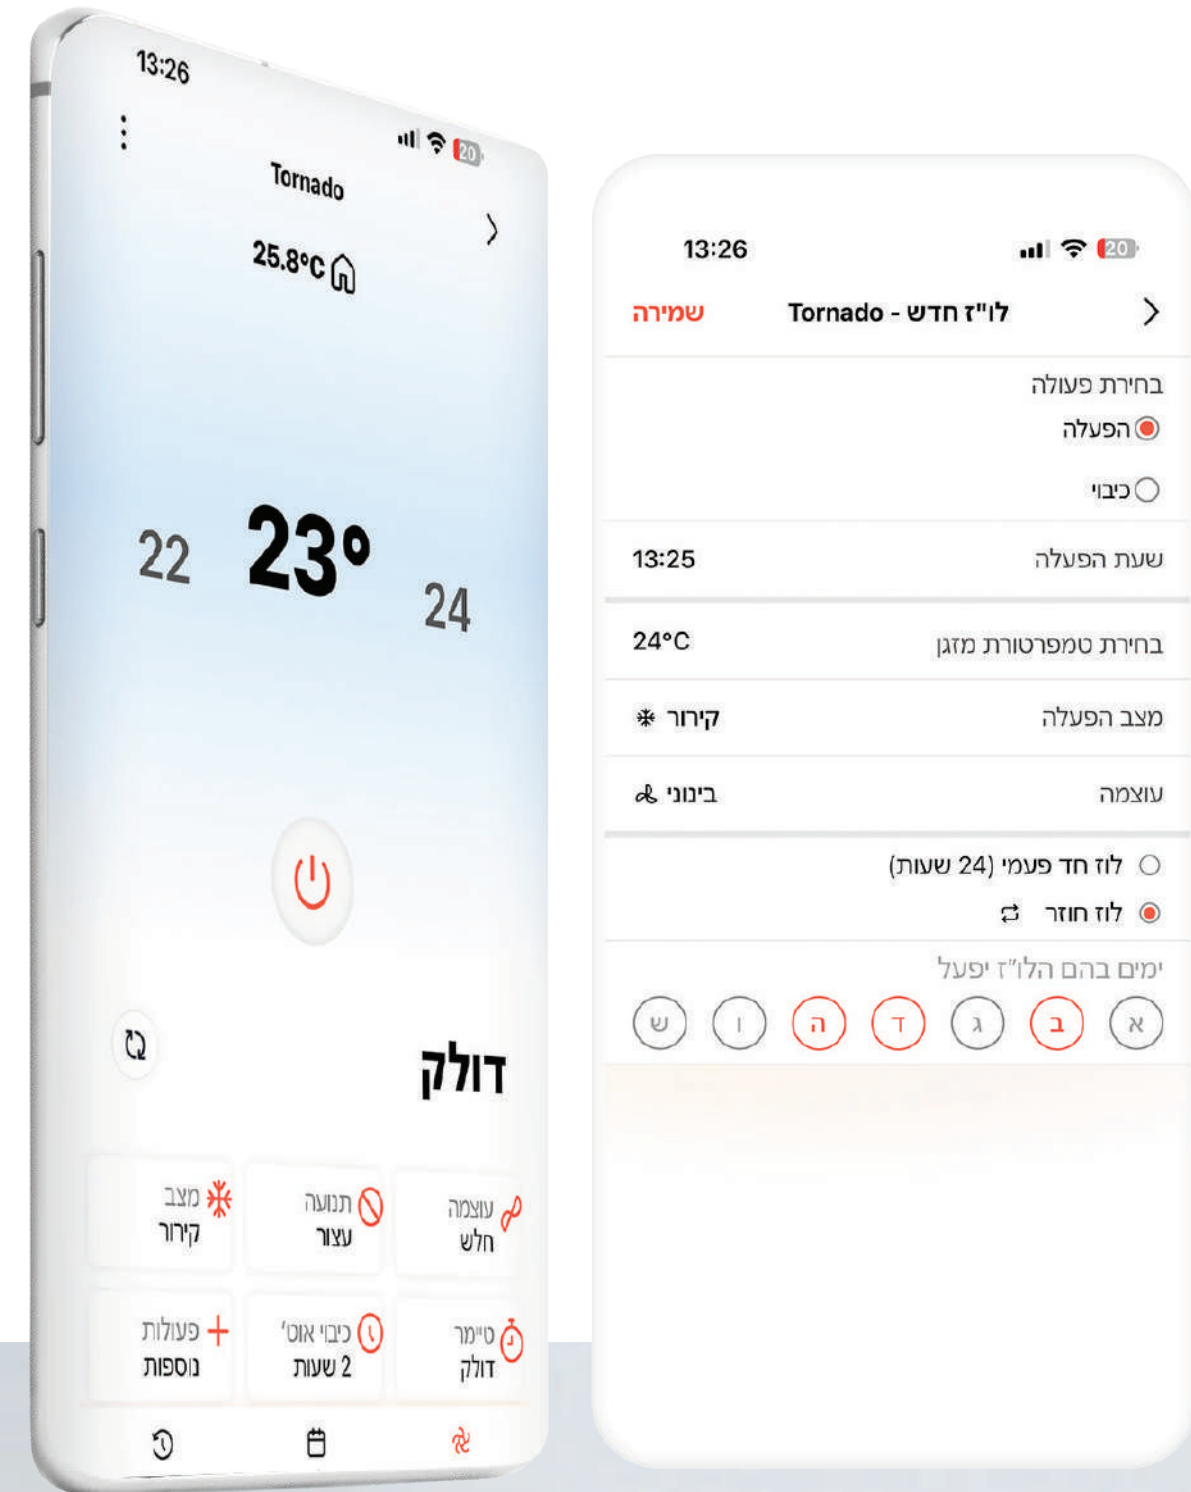 13:26
20
Tornado
25.8°C
22
23°
24
דולק
עוצמה
חלש
תנועה
עצור
מצב
קירור
טיימר
דולק
כיבוי אוט'
2 שעות
פעולות
נוספות
13:26
20
לו"ז חדש - Tornado
שמירה
בחירת פעולה
הפעלה
כיבוי
שעת הפעלה 13:25
בחירת טמפרטורת מזגן 24°C
מצב הפעלה קירור
עוצמה בינוני
לוז חד פעמי (24 שעות)
לוז חוזר
ימים בהם הלו"ז יפעל
א ב ג ד ה ו ש